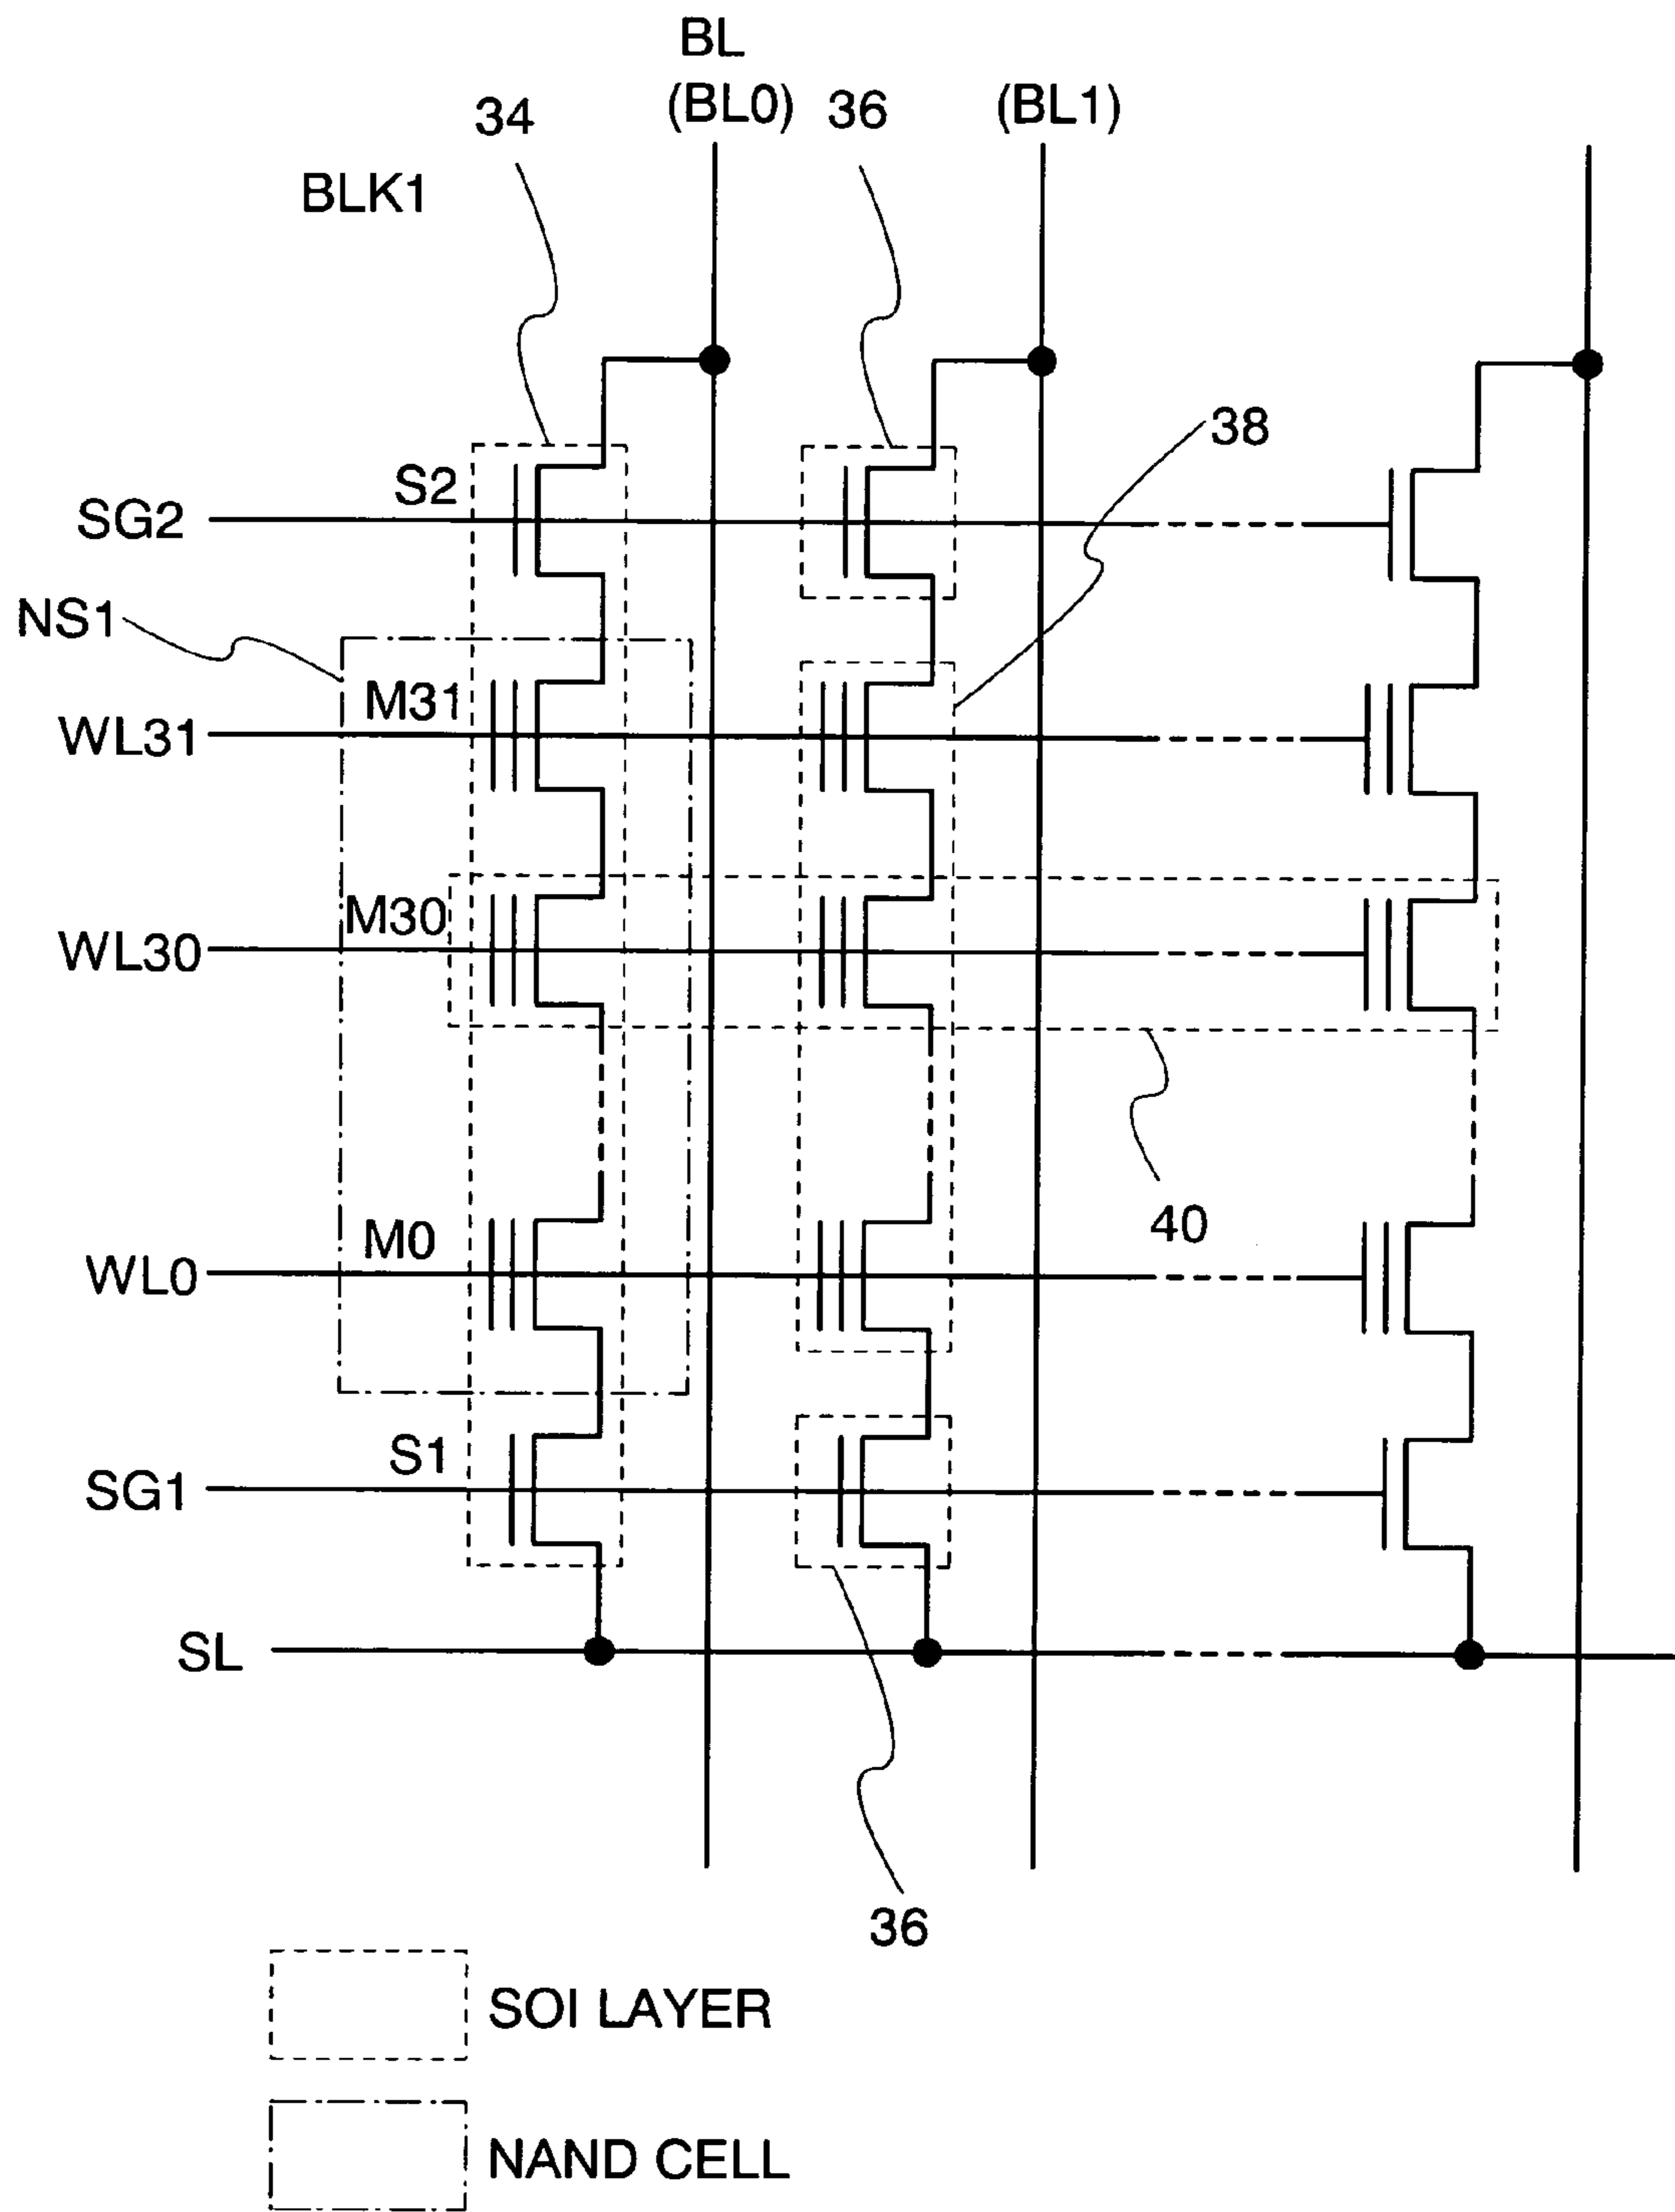 BL
34
(BL0)
36
(BL1)
BLK1
38
S2
SG2
NS1
M31
WL31
M30
WL30
40
M0
WL0
S1
SG1
SL
36
SOI LAYER
NAND CELL